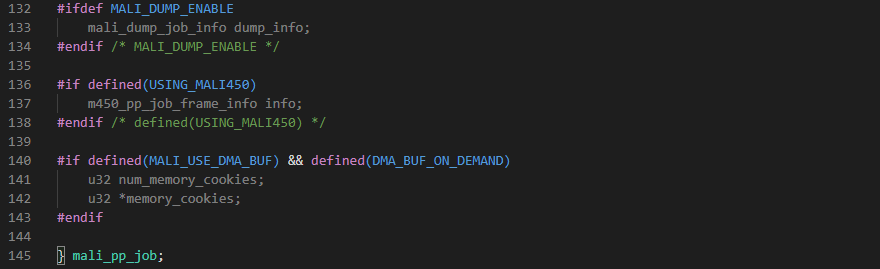 132 #ifdef MALI_DUMP_ENABLE
133 mali_dump_job_info dump_info;
134 #endif /* MALI_DUMP_ENABLE */
135
136 #if defined(USING_MALI450)
137 m450_pp_job_frame_info info;
138 #endif /* defined(USING_MALI450) */
139
140 #if defined(MALI_USE_DMA_BUF) && defined(DMA_BUF_ON_DEMAND)
141 u32 num_memory_cookies;
142 u32 *memory_cookies;
143 #endif
144
145 } mali_pp_job;